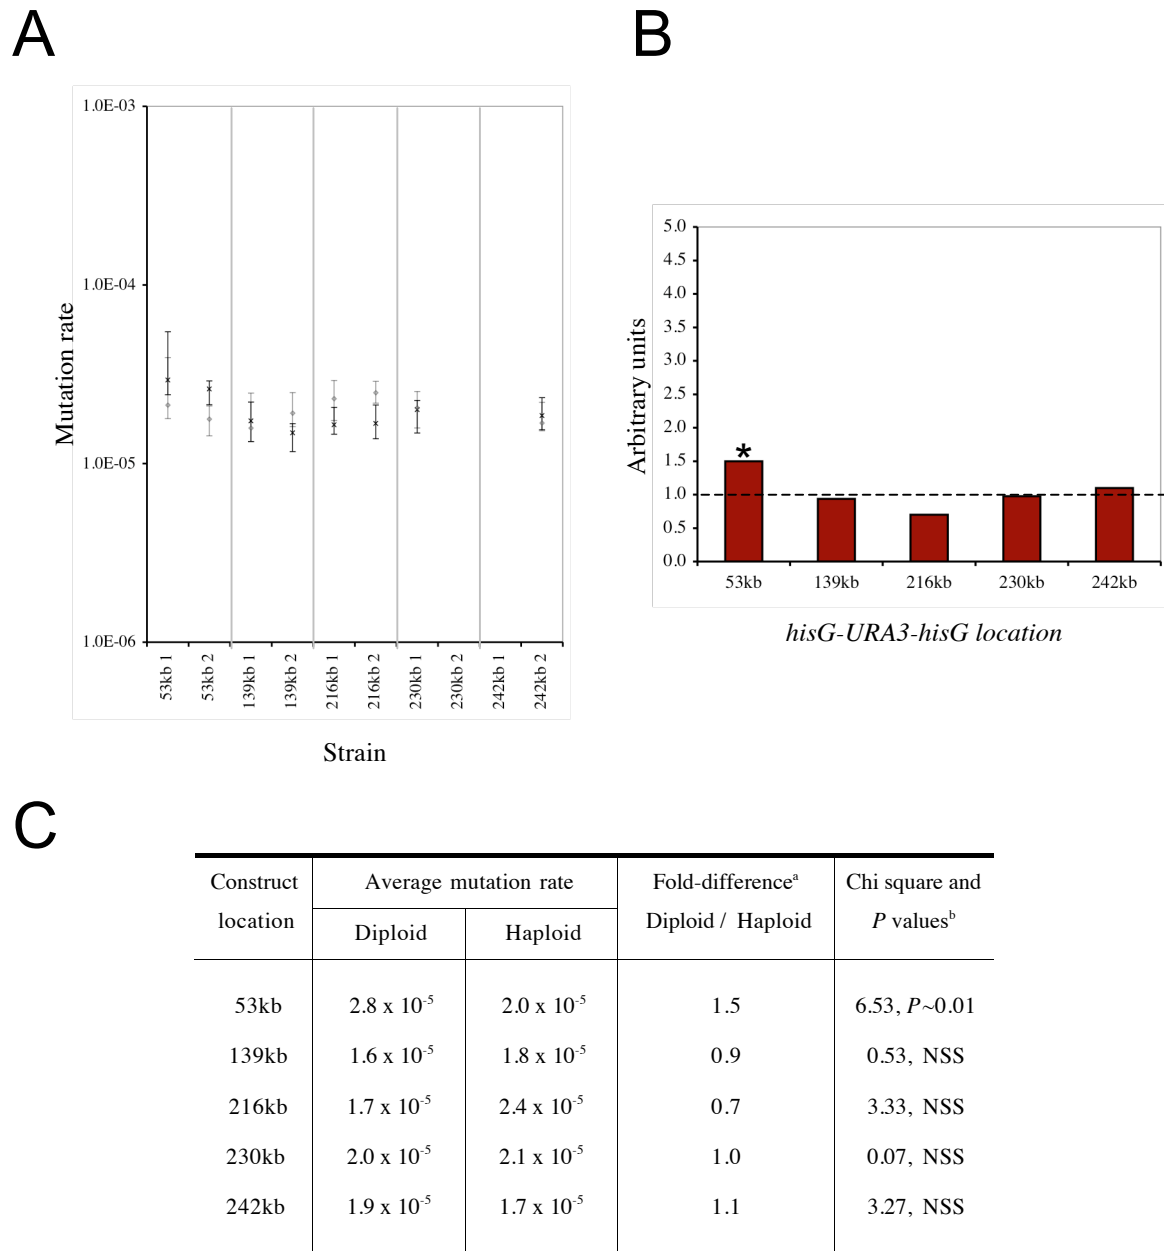 A
1.0E-03
1.0E-04
1.0E-05
1.0E-06
Mutation rate
53kb 1
53kb 2
139kb 1
139kb 2
216kb 1
216kb 2
230kb 1
230kb 2
242kb 1
242kb 2
Strain
B
5.0
4.5
4.0
3.5
3.0
2.5
2.0
1.5
1.0
0.5
0.0
Arbitrary units
*
53kb 139kb 216kb 230kb 242kb
hisG-URA3-hisG location
C
Construct location
Average mutation rate
Diploid Haploid
Fold-differenceᵃ
Diploid / Haploid
Chi square and
P valuesᵇ
53kb 2.8 x 10⁻⁵ 2.0 x 10⁻⁵ 1.5 6.53, P~0.01
139kb 1.6 x 10⁻⁵ 1.8 x 10⁻⁵ 0.9 0.53, NSS
216kb 1.7 x 10⁻⁵ 2.4 x 10⁻⁵ 0.7 3.33, NSS
230kb 2.0 x 10⁻⁵ 2.1 x 10⁻⁵ 1.0 0.07, NSS
242kb 1.9 x 10⁻⁵ 1.7 x 10⁻⁵ 1.1 3.27, NSS